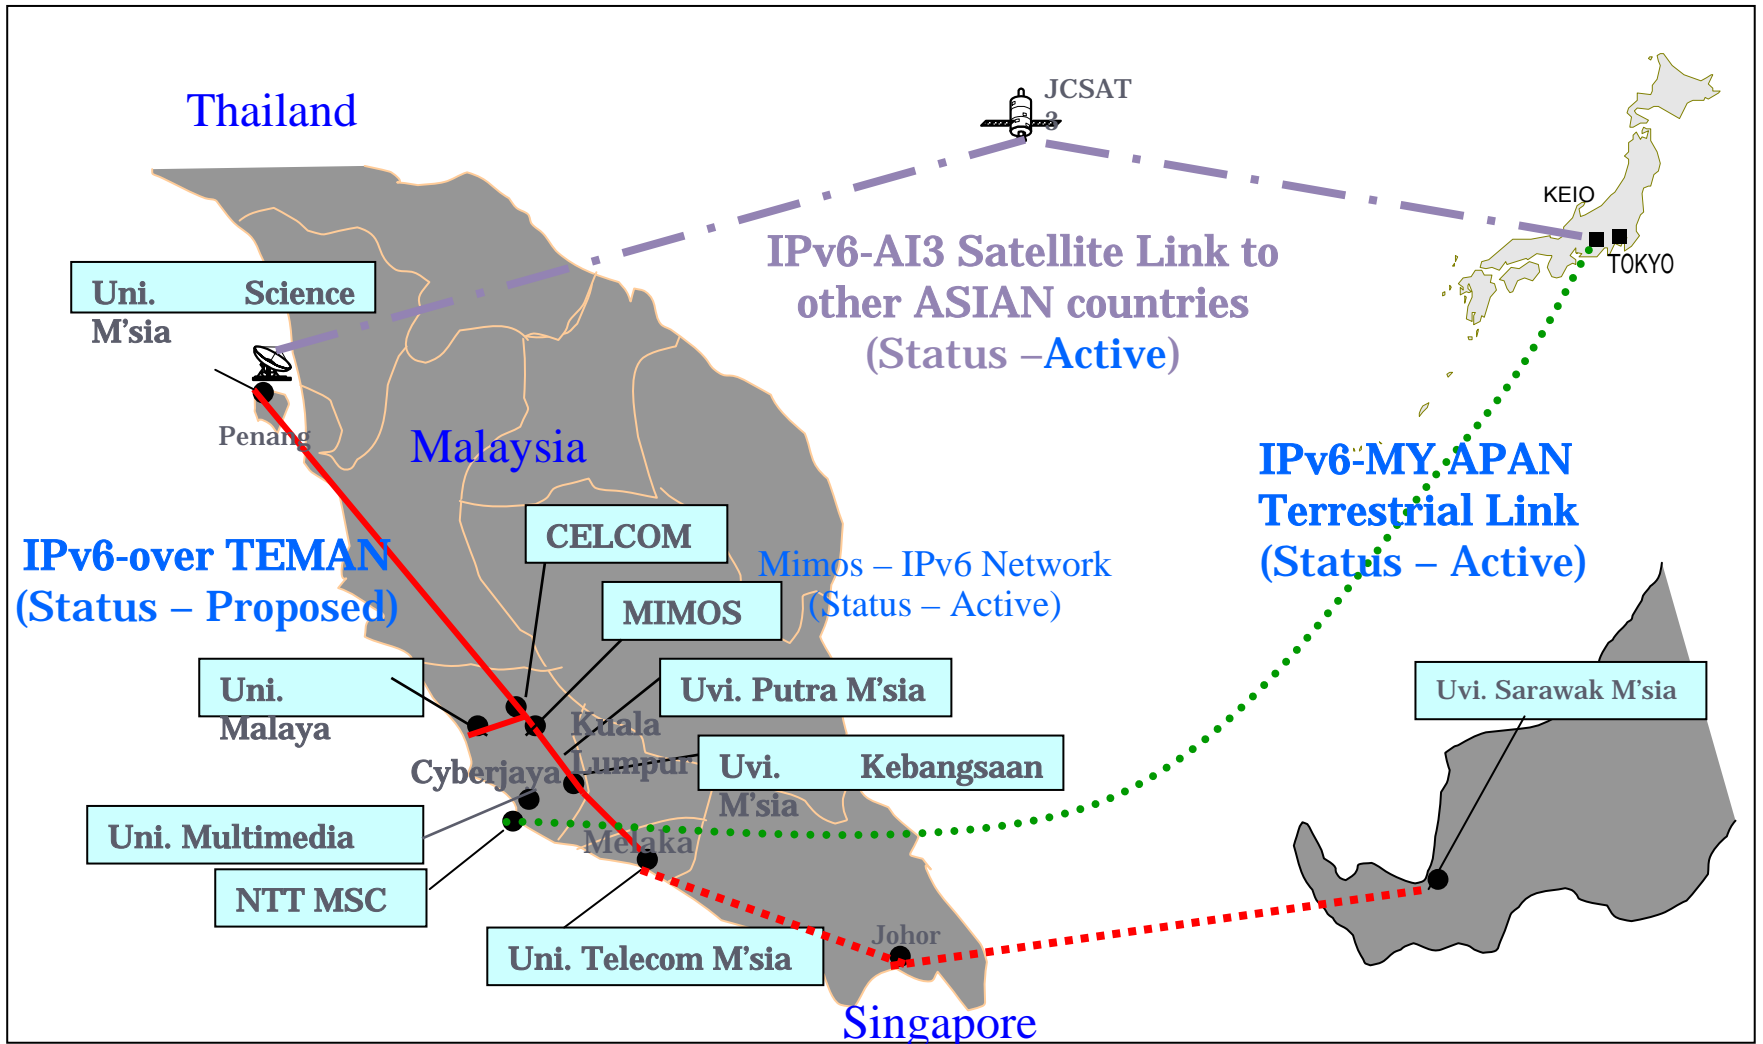 Thailand
JCSAT
3
KEIO
TOKYO
IPv6-AI3 Satellite Link to
other ASIAN countries
(Status –Active)
Uni. Science
M'sia
Penang
Malaysia
IPv6-MY APAN
Terrestrial Link
(Status – Active)
CELCOM
IPv6-over TEMAN
(Status – Proposed)
Mimos – IPv6 Network
(Status – Active)
MIMOS
Uni.
Malaya
Uvi. Putra M'sia
Uvi. Sarawak M'sia
Kuala
Lumpur
Cyberjaya
Uvi. Kebangsaan
M'sia
Uni. Multimedia
Melaka
NTT MSC
Uni. Telecom M'sia
Johor
Singapore